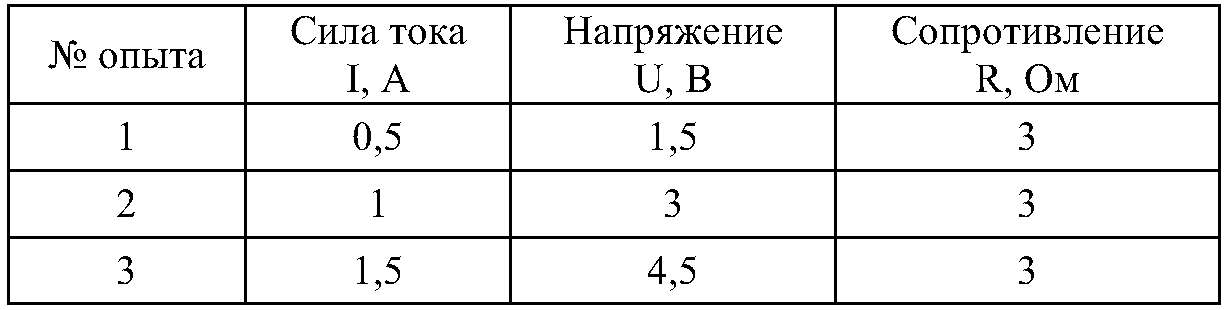 № опыта Сила тока I, А Напряжение U, В Сопротивление R, Ом
1 0,5 1,5 3
2 1 3 3
3 1,5 4,5 3